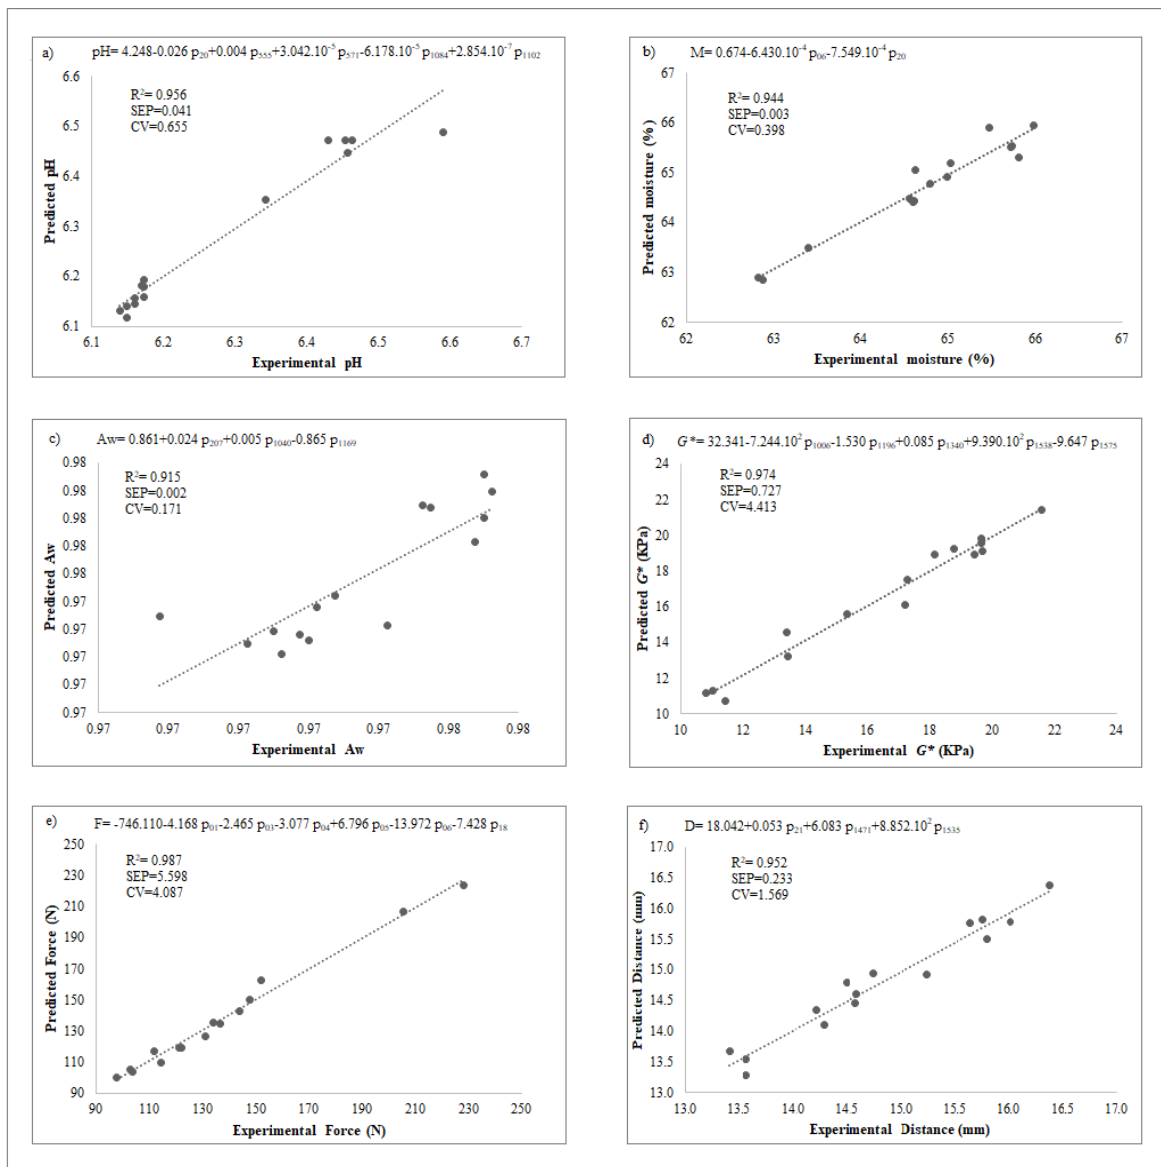 a) pH= 4.248-0.026 p20+0.004 p555+3.042.10-5 p571-6.178.10-5 p1084+2.854.10-7 p1102
6.6
6.5
6.4
6.3
6.2
6.1
R2= 0.956
SEP=0.041
CV=0.655
Predicted pH
6.1 6.2 6.3 6.4 6.5 6.6 6.7
Experimental pH
b) M= 0.674-6.430.10-4 p06-7.549.10-4 p20
67
66
65
64
63
62
R2= 0.944
SEP=0.003
CV=0.398
Predicted moisture (%)
62 63 64 65 66 67
Experimental moisture (%)
c) Aw= 0.861+0.024 p207+0.005 p1040-0.865 p1169
0.98
0.98
0.98
0.98
0.98
0.97
0.97
0.97
0.97
0.97
R2= 0.915
SEP=0.002
CV=0.171
Predicted Aw
0.97 0.97 0.97 0.97 0.97 0.98 0.98
Experimental Aw
d) G*= 32.341-7.244.102 p1006-1.530 p1196+0.085 p1340+9.390.102 p1538-9.647 p1575
24
22
20
18
16
14
12
10
R2= 0.974
SEP=0.727
CV=4.413
Predicted G* (KPa)
10 12 14 16 18 20 22 24
Experimental G* (KPa)
e) F= -746.110-4.168 p01-2.465 p03-3.077 p04+6.796 p05-13.972 p06-7.428 p18
250
230
210
190
170
150
130
110
90
R2= 0.987
SEP=5.598
CV=4.087
Predicted Force (N)
90 110 130 150 170 190 210 230 250
Experimental Force (N)
f) D= 18.042+0.053 p21+6.083 p1471+8.852.102 p1535
17.0
16.5
16.0
15.5
15.0
14.5
14.0
13.5
13.0
R2= 0.952
SEP=0.233
CV=1.569
Predicted Distance (mm)
13.0 13.5 14.0 14.5 15.0 15.5 16.0 16.5 17.0
Experimental Distance (mm)